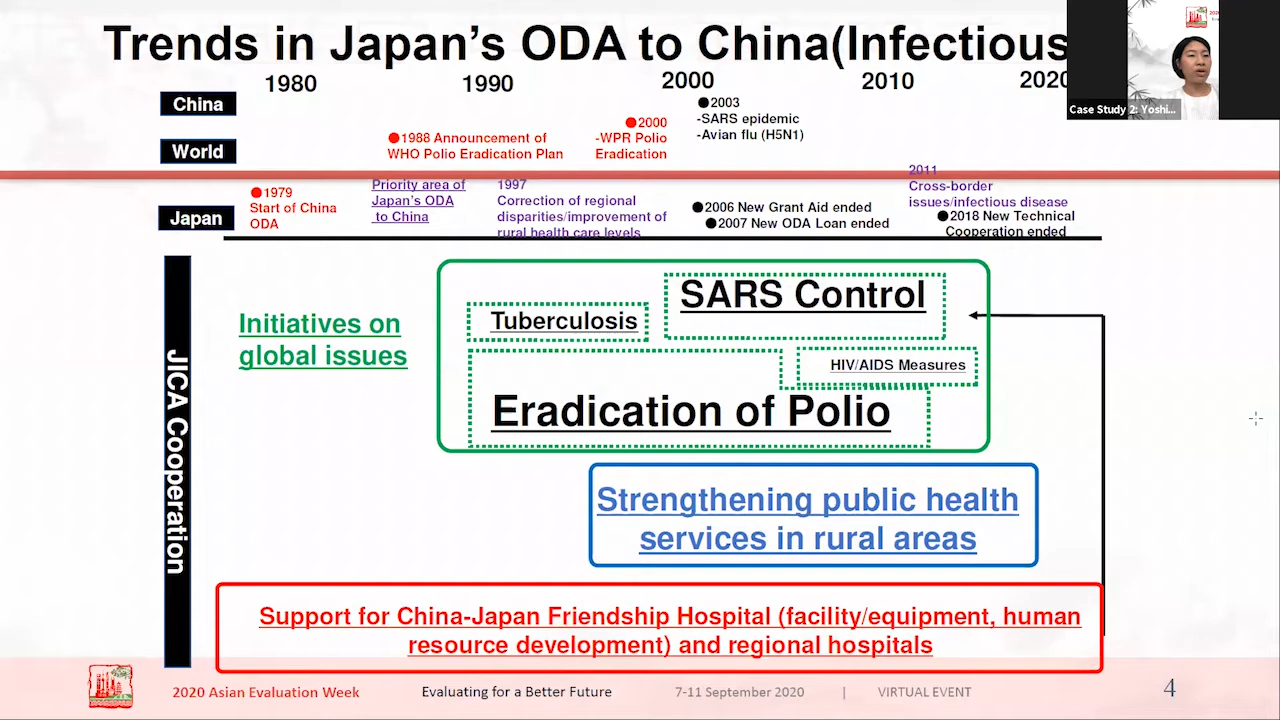 Trends in Japan's ODA to China(Infectious
1980 1990 2000 2010 2020
China
●2003
-SARS epidemic
-Avian flu (H5N1)
World
●1988 Announcement of
WHO Polio Eradication Plan
●2000
-WPR Polio
Eradication
Japan
●1979
Start of China
ODA
Priority area of
Japan's ODA
to China
1997
Correction of regional
disparities/improvement of
rural health care levels
●2006 New Grant Aid ended
●2007 New ODA Loan ended
2011
Cross-border
issues/infectious disease
●2018 New Technical
Cooperation ended
JICA Cooperation
Initiatives on
global issues
Tuberculosis
SARS Control
HIV/AIDS Measures
Eradication of Polio
Strengthening public health
services in rural areas
Support for China-Japan Friendship Hospital (facility/equipment, human
resource development) and regional hospitals
2020 Asian Evaluation Week Evaluating for a Better Future 7-11 September 2020 | VIRTUAL EVENT 4
Case Study 2: Yoshi...